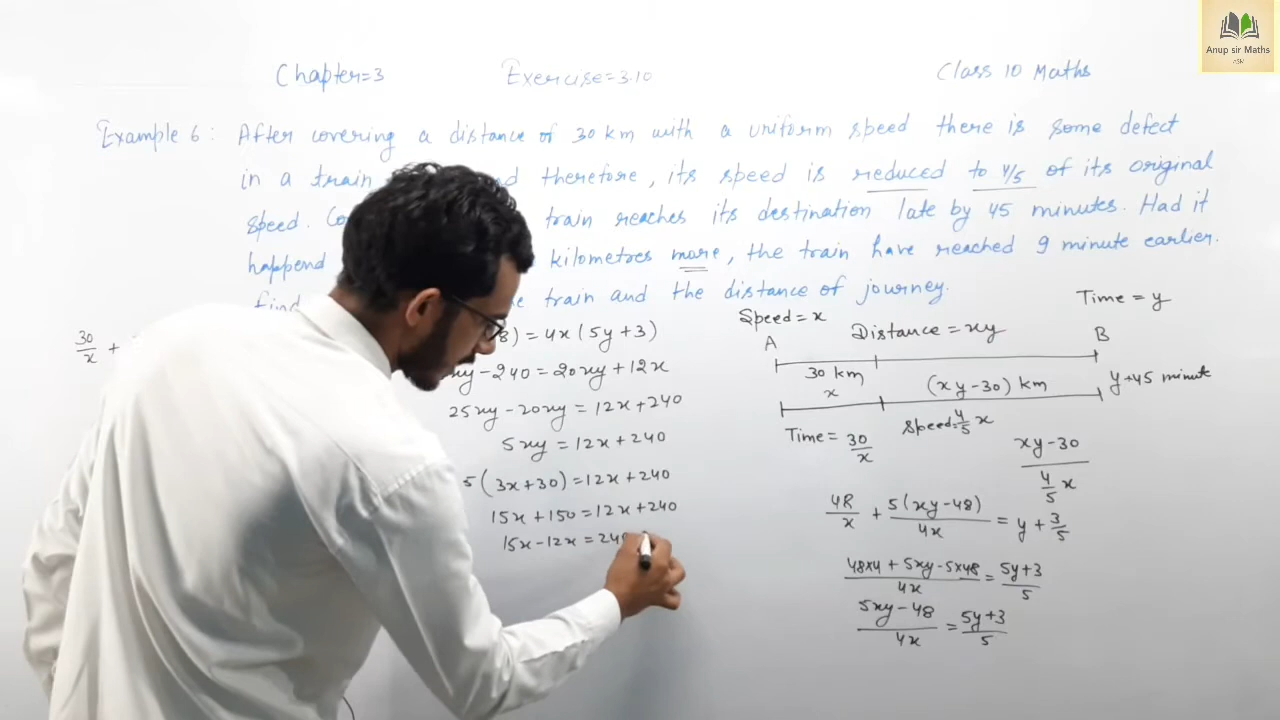 Anup sir Maths
Chapter=3 Exercise=3.10 Class 10 Maths
Example 6: After covering a distance of 30 km with a uniform speed there is some defect
in a train therefore, its speed is reduced to 4/5 of its original
speed. train reaches its destination late by 45 minutes. Had it
happend kilometres more, the train have reached 9 minute earlier.
find train and the distance of journey.
30/x +
8) = 4x(5y+3)
xy-240=20xy+12x
25xy-20xy=12x+240
5xy=12x+240
5(3x+30)=12x+240
15x+150=12x+240
15x-12x=24
Time=y
Speed=x Distance=xy
A B
30 km (xy-30) km y+45 minute
x
Time=30/x Speed=4/5 x
xy-30/4/5 x
48/x + 5(xy-48)/4x = y+3/5
48x4+5xy-5x48/4x = 5y+3/5
5xy-48/4x = 5y+3/5